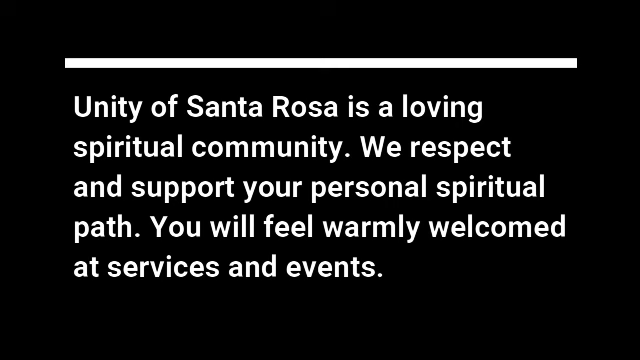 Unity of Santa Rosa is a loving
spiritual community. We respect
and support your personal spiritual
path. You will feel warmly welcomed
at services and events.